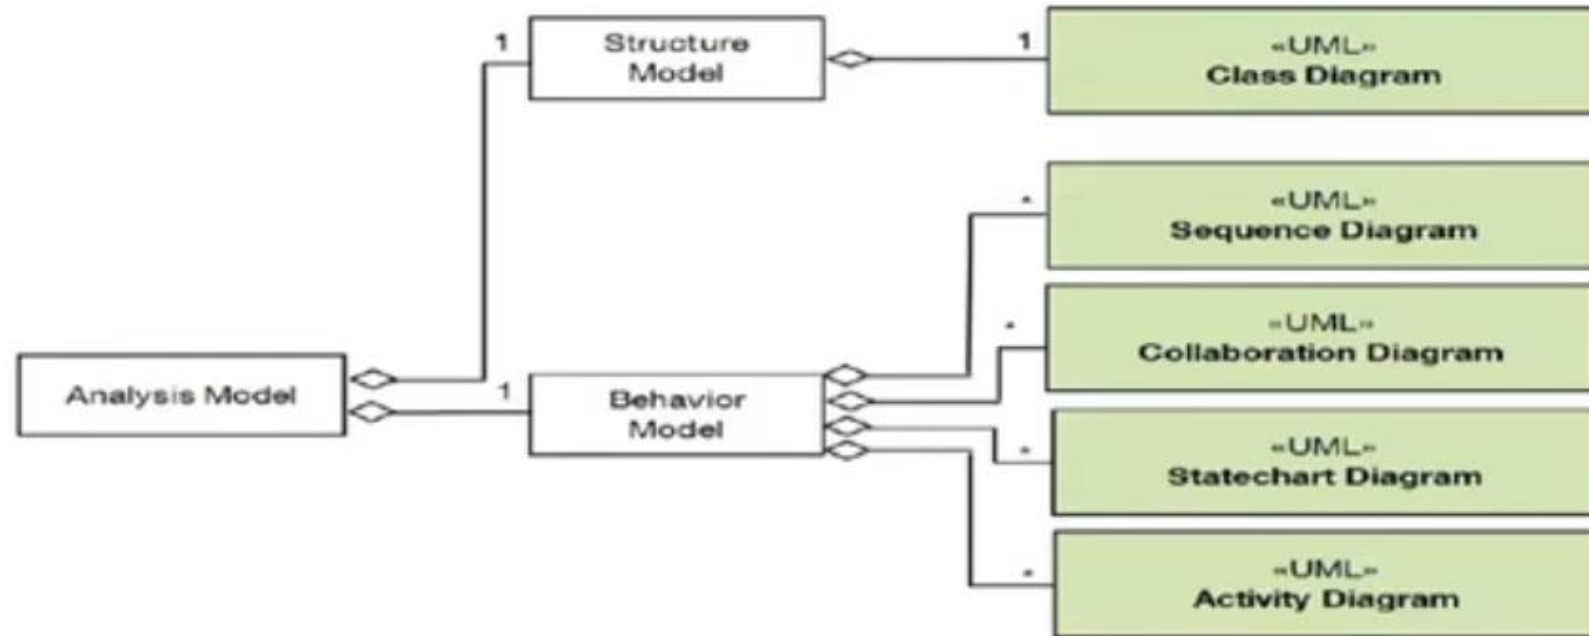 1
Structure
Model
1
«UML»
Class Diagram
*
«UML»
Sequence Diagram
*
«UML»
Collaboration Diagram
Analysis Model
1
Behavior
Model
*
«UML»
Statechart Diagram
*
«UML»
Activity Diagram